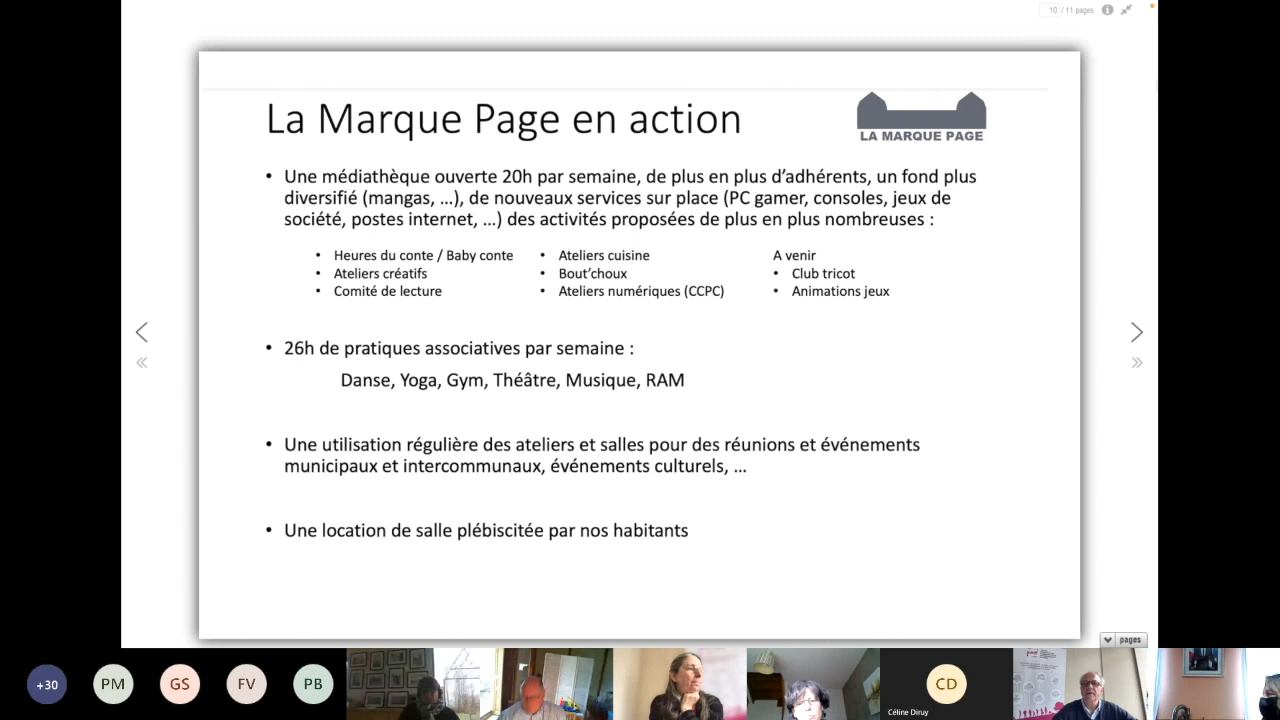 10 / 11 pages
La Marque Page en action
LA MARQUE PAGE
• Une médiathèque ouverte 20h par semaine, de plus en plus d’adhérents, un fond plus
diversifié (mangas, …), de nouveaux services sur place (PC gamer, consoles, jeux de
société, postes internet, …) des activités proposées de plus en plus nombreuses :
• Heures du conte / Baby conte
• Ateliers créatifs
• Comité de lecture
• Ateliers cuisine
• Bout’choux
• Ateliers numériques (CCPC)
A venir
• Club tricot
• Animations jeux
• 26h de pratiques associatives par semaine :
Danse, Yoga, Gym, Théâtre, Musique, RAM
• Une utilisation régulière des ateliers et salles pour des réunions et événements
municipaux et intercommunaux, événements culturels, …
• Une location de salle plébiscitée par nos habitants
pages
+30
PM
GS
FV
PB
CD
Céline Diruy